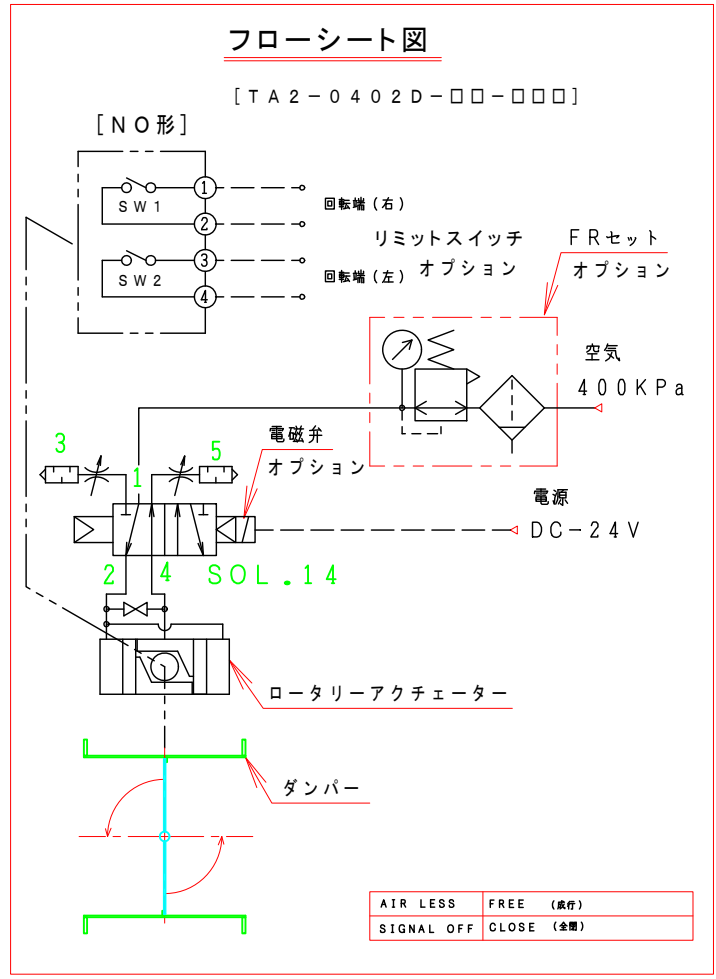 フローシート図
[TA2-0402D-□□-□□□]
[NO形]
SW1
1
2
回転端(右)
SW2
3
4
回転端(左)
リミットスイッチ
オプション
FRセット
オプション
空気
400KPa
電磁弁
オプション
3
1
5
電源
DC-24V
2
4
SOL.14
ロータリーアクチェーター
ダンパー
AIR LESS FREE (成行)
SIGNAL OFF CLOSE (全閉)